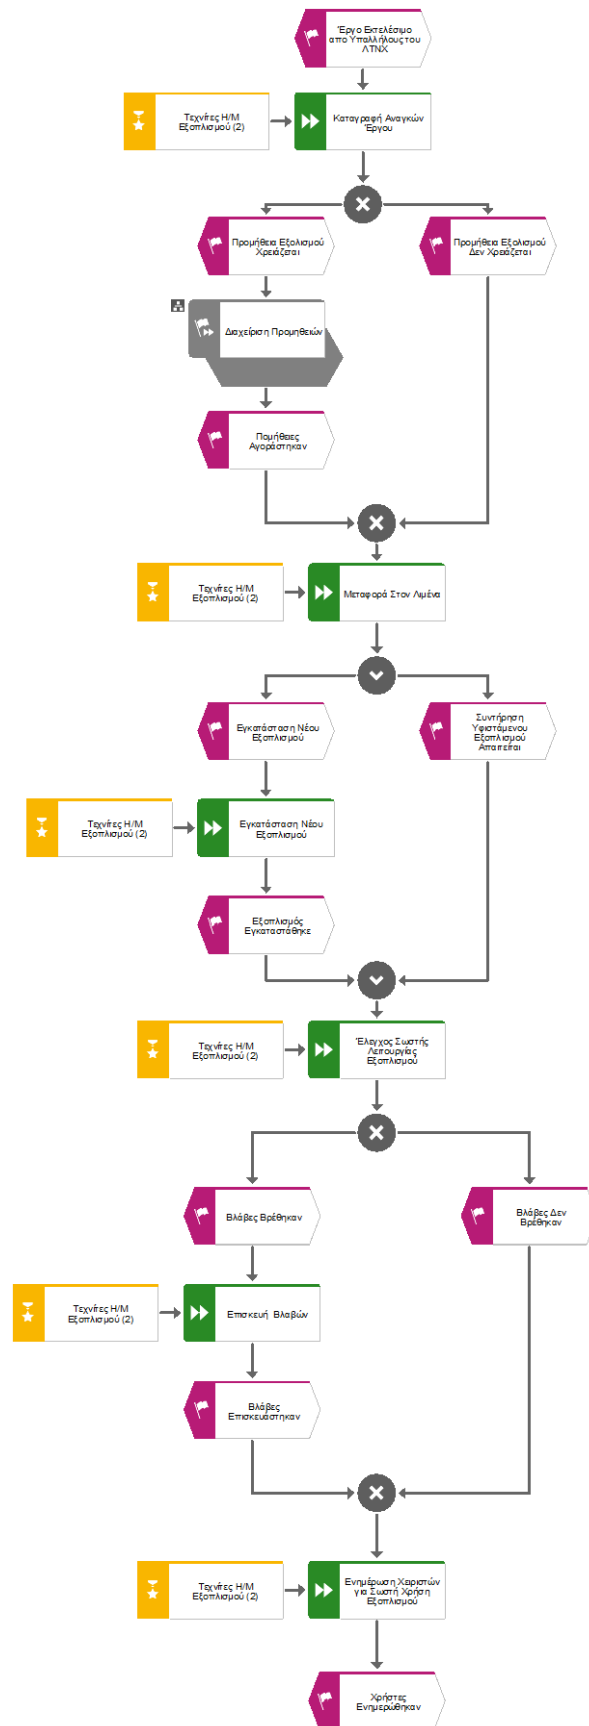 Έργο Εκτελέσιμο
απο Υπαλλήλους του
ΛΤΝΧ
Τεχνίτες Η/Μ
Εξοπλισμού (2)
Καταγραφή Αναγκών
Έργου
Προμήθεια Εξολισμού
Χρειάζεται
Προμήθεια Εξολισμού
Δεν Χρειάζεται
Διαχείριση Προμηθειών
Πομήθειες
Αγοράστηκαν
Τεχνίτες Η/Μ
Εξοπλισμού (2)
Μεταφορά Στον Λιμένα
Εγκατάσταση Νέου
Εξοπλισμού
Συντήρηση
Υφιστάμενου
Εξοπλισμού
Απαιτείται
Τεχνίτες Η/Μ
Εξοπλισμού (2)
Εγκατάσταση Νέου
Εξοπλισμού
Εξοπλισμός
Εγκαταστάθηκε
Τεχνίτες Η/Μ
Εξοπλισμού (2)
Έλεγχος Σωστής
Λειτουργίας
Εξοπλισμού
Βλάβες Βρέθηκαν
Βλάβες Δεν
Βρέθηκαν
Τεχνίτες Η/Μ
Εξοπλισμού (2)
Επισκευή Βλαβών
Βλάβες
Επισκευάστηκαν
Τεχνίτες Η/Μ
Εξοπλισμού (2)
Ενημέρωση Χειριστών
για Σωστή Χρήση
Εξοπλισμού
Χρήστες
Ενημερώθηκαν